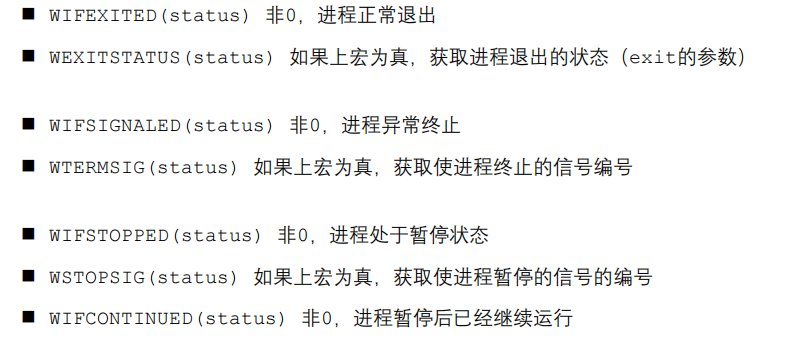 ■ WIFEXITED(status) 非0，进程正常退出
■ WEXITSTATUS(status) 如果上宏为真，获取进程退出的状态（exit的参数）
■ WIFSIGNALED(status) 非0，进程异常终止
■ WTERMSIG(status) 如果上宏为真，获取使进程终止的信号编号
■ WIFSTOPPED(status) 非0，进程处于暂停状态
■ WSTOPSIG(status) 如果上宏为真，获取使进程暂停的信号的编号
■ WIFCONTINUED(status) 非0，进程暂停后已经继续运行